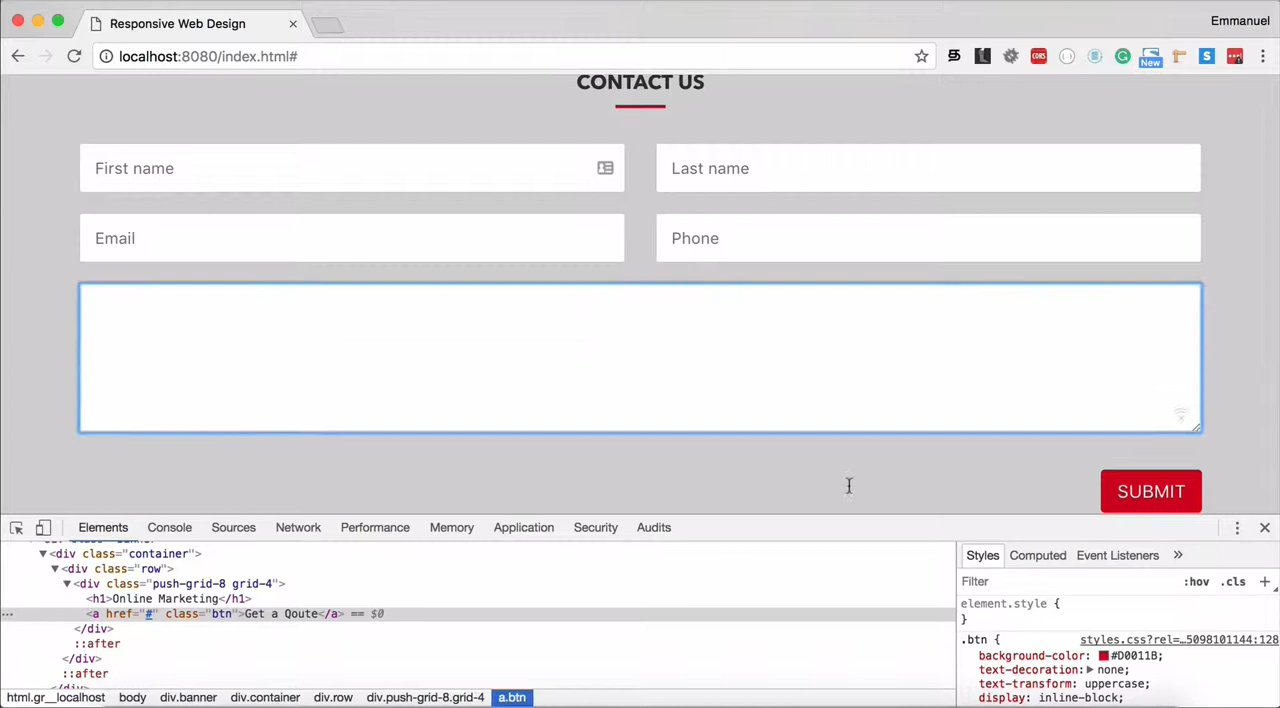 Responsive Web Design
Emmanuel
localhost:8080/index.html#
CORS
New
S
CONTACT US
First name
Last name
Email
Phone
SUBMIT
Elements Console Sources Network Performance Memory Application Security Audits
<div class="container">
<div class="row">
<div class="push-grid-8 grid-4">
<h1>Online Marketing</h1>
<a href="#" class="btn">Get a Qoute</a> == $0
</div>
::after
</div>
::after
html.gr__localhost body div.banner div.container div.row div.push-grid-8.grid-4 a.btn
Styles Computed Event Listeners »
Filter :hov .cls +
element.style {
}
.btn { styles.css?rel=…5098101144:128
background-color: #D0011B;
text-decoration: none;
text-transform: uppercase;
display: inline-block;